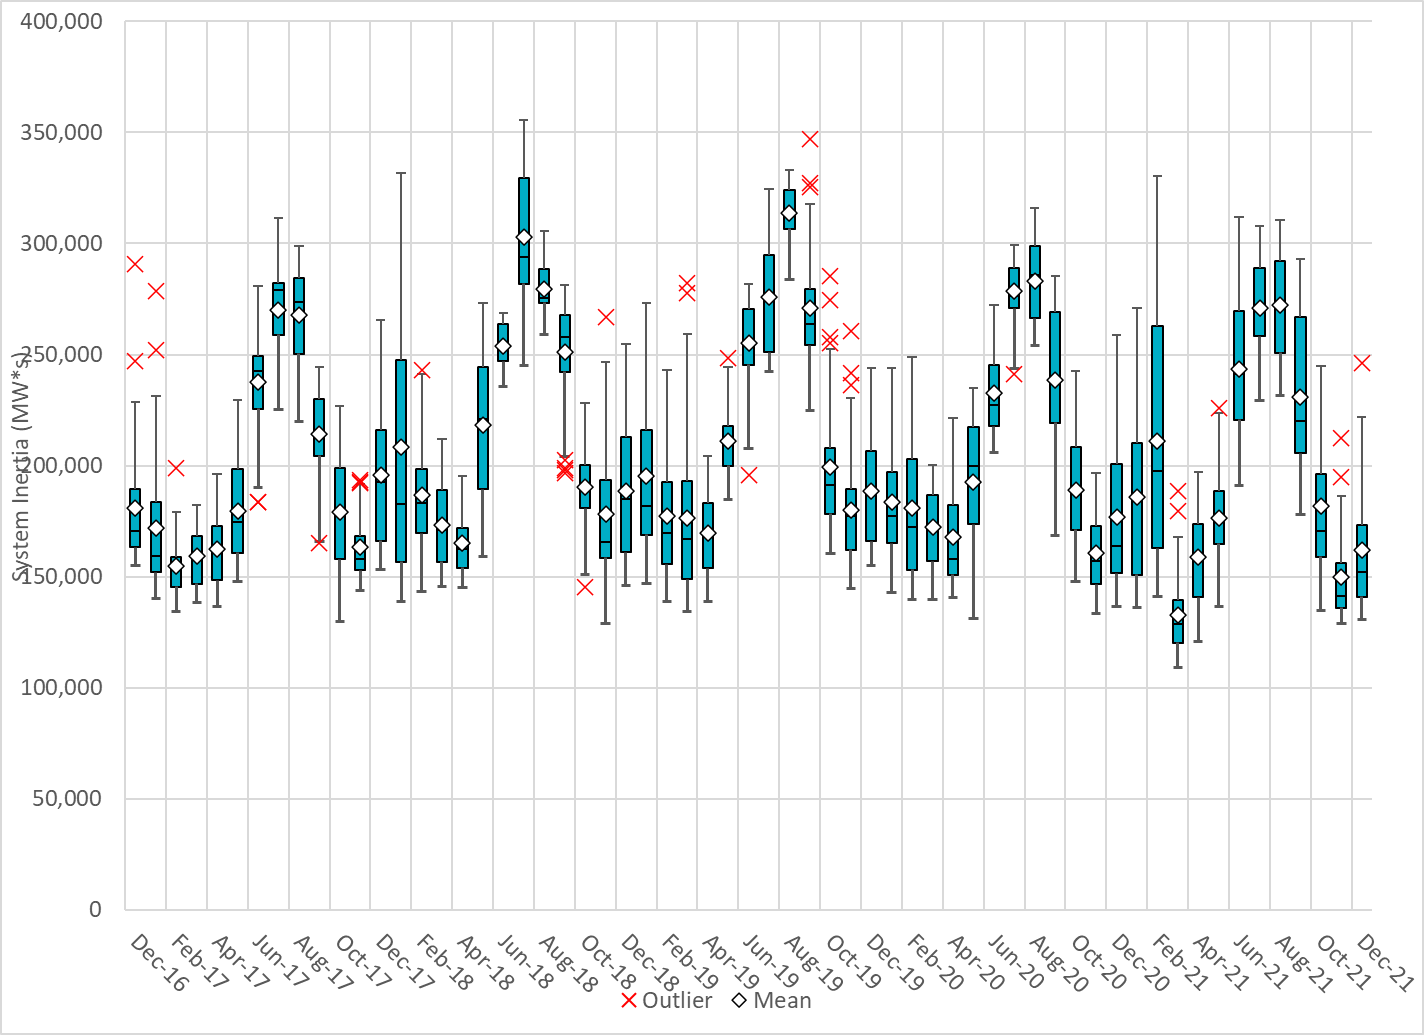 400,000
350,000
300,000
250,000
200,000
150,000
100,000
50,000
0
System Inertia (MW*s)
Dec-16
Feb-17
Apr-17
Jun-17
Aug-17
Oct-17
Dec-17
Feb-18
Apr-18
Jun-18
Aug-18
Oct-18
Dec-18
Feb-19
Apr-19
Jun-19
Aug-19
Oct-19
Dec-19
Feb-20
Apr-20
Jun-20
Aug-20
Oct-20
Dec-20
Feb-21
Apr-21
Jun-21
Aug-21
Oct-21
Dec-21
Outlier Mean